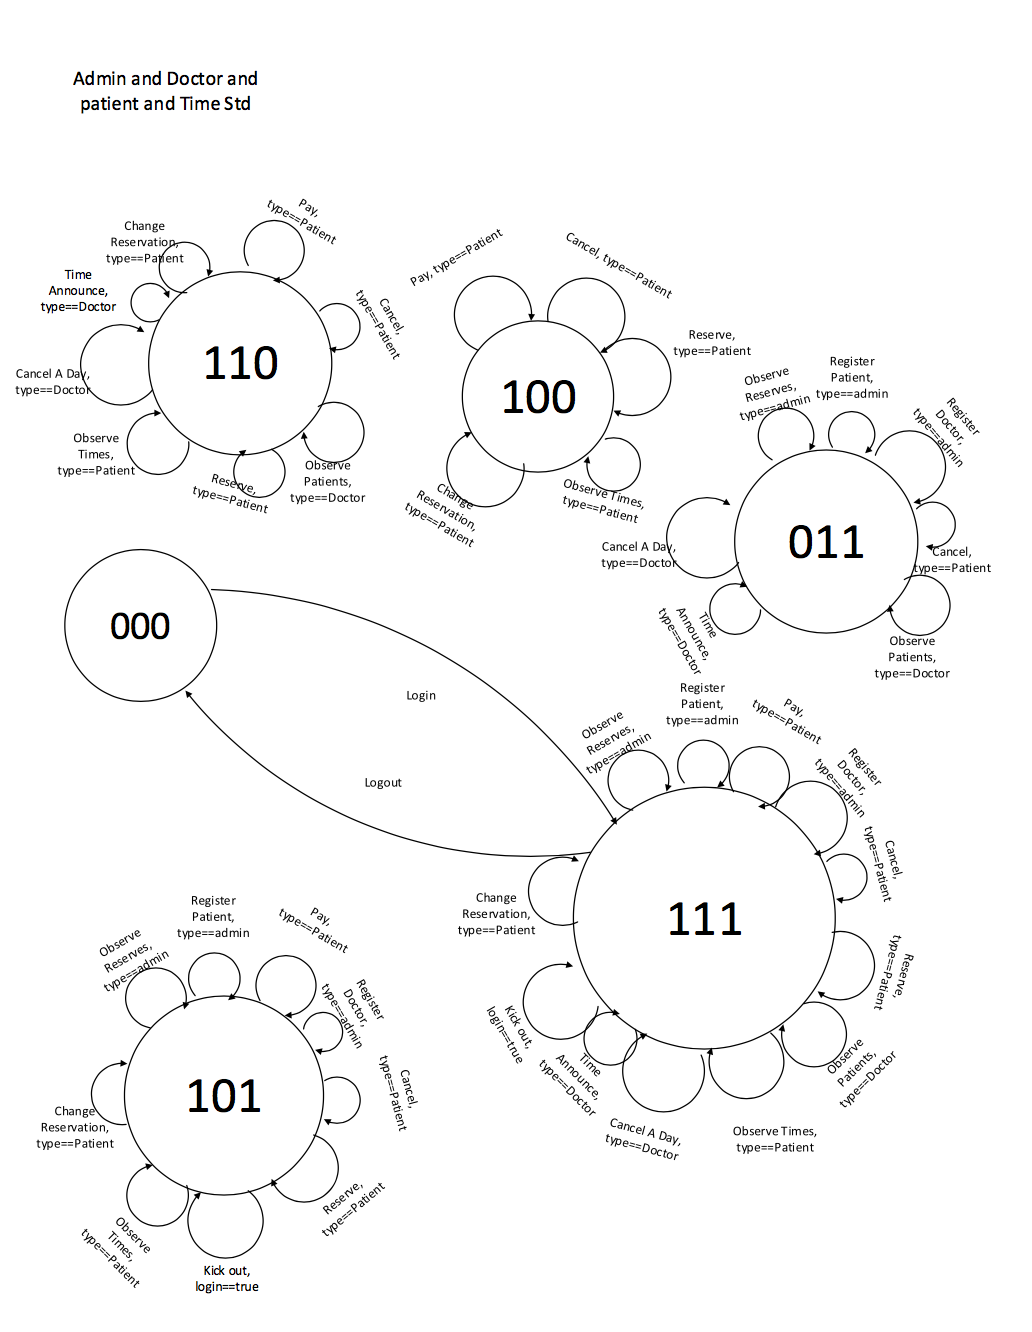 Admin and Doctor and
patient and Time Std
Pay,
type==Patient
Change
Reservation,
type==Patient
Time
Announce,
type==Doctor
Cancel,
type==Patient
110
Cancel A Day,
type==Doctor
Observe
Times,
type==Patient
Reserve,
type==Patient
Observe
Patients,
type==Doctor
Pay, type==Patient
Cancel, type==Patient
Reserve,
type==Patient
100
Change
Reservation,
type==Patient
Observe Times,
type==Patient
Observe
Reserves,
type==admin
Register
Patient,
type==admin
Register
Doctor,
type==admin
011
Cancel A Day,
type==Doctor
Cancel,
type==Patient
Time
Announce,
type==Doctor
Observe
Patients,
type==Doctor
000
Login
Logout
Observe
Reserves,
type==admin
Register
Patient,
type==admin
Pay,
type==Patient
Register
Doctor,
type==admin
Cancel,
type==Patient
Change
Reservation,
type==Patient
111
Reserve,
type==Patient
Kick out,
login==true
Time
Announce,
type==Doctor
Cancel A Day,
type==Doctor
Observe Times,
type==Patient
Observe
Patients,
type==Doctor
Observe
Reserves,
type==admin
Register
Patient,
type==admin
Pay,
type==Patient
Register
Doctor,
type==admin
Cancel,
type==Patient
101
Change
Reservation,
type==Patient
Observe
Times,
type==Patient
Kick out,
login==true
Reserve,
type==Patient